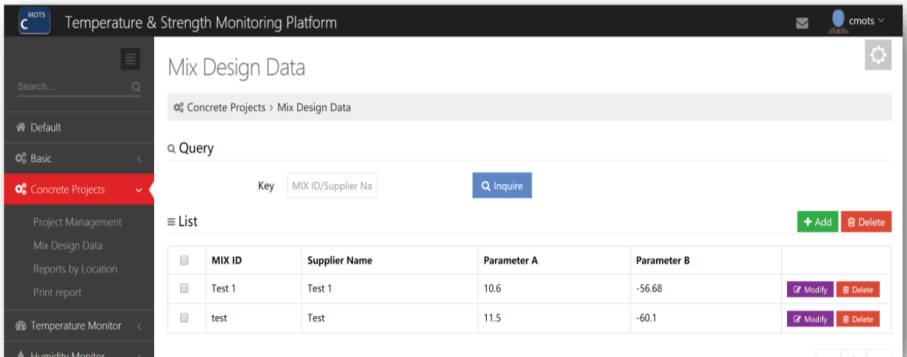 CMOTS Temperature & Strength Monitoring Platform cmots
Mix Design Data
Search...
Concrete Projects > Mix Design Data
Default
Query
Basic
Key MIX ID/Supplier Na Inquire
Concrete Projects
List + Add Delete
Project Management
Mix Design Data
Reports by Location
Print report
MIX ID Supplier Name Parameter A Parameter B
Test 1 Test 1 10.6 -56.68 Modify Delete
test Test 11.5 -60.1 Modify Delete
Temperature Monitor
Humidity Monitor